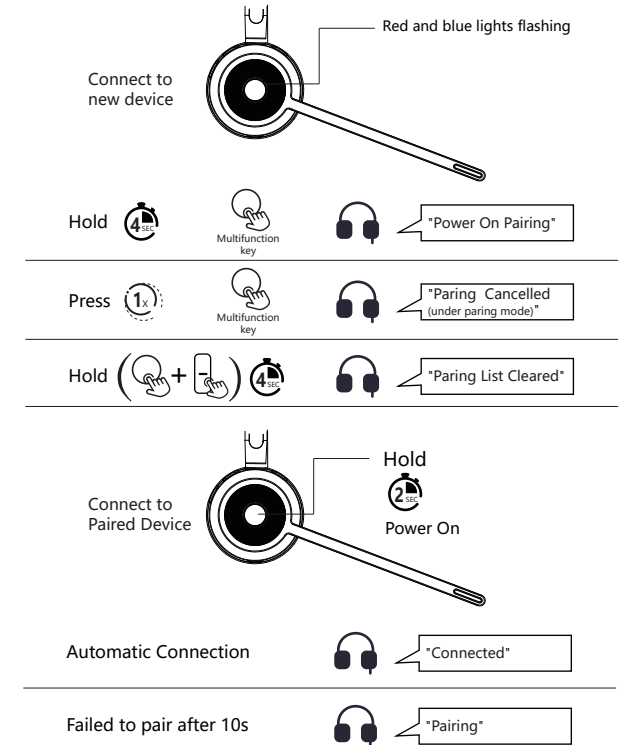 Red and blue lights flashing
Connect to
new device
Hold 4 SEC
Multifunction
key
"Power On Pairing"
Press 1x
Multifunction
key
"Paring Cancelled
(under paring mode)"
Hold ( + - ) 4 SEC
"Paring List Cleared"
Hold
2 SEC
Power On
Connect to
Paired Device
Automatic Connection
"Connected"
Failed to pair after 10s
"Pairing"